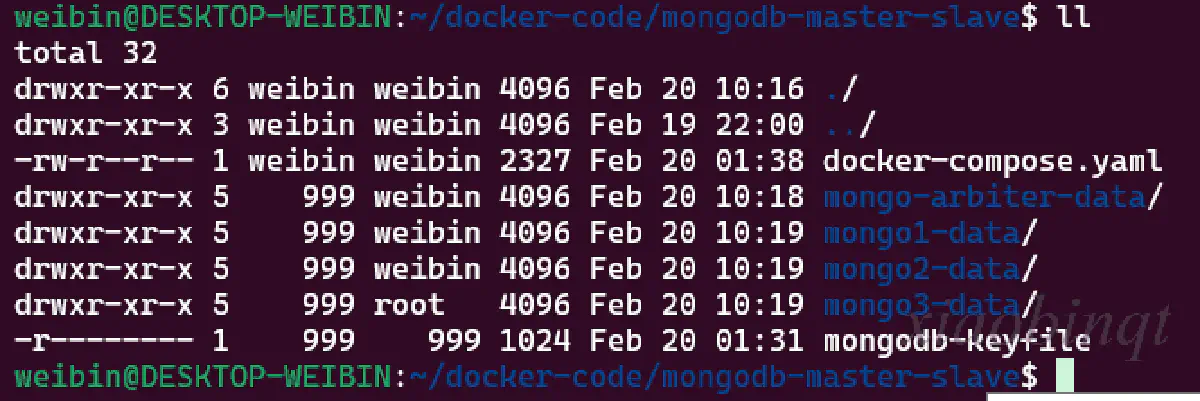 weibin@DESKTOP-WEIBIN:~/docker-code/mongodb-master-slave$ ll
total 32
drwxr-xr-x 6 weibin weibin 4096 Feb 20 10:16 ./
drwxr-xr-x 3 weibin weibin 4096 Feb 19 22:00 ../
-rw-r--r-- 1 weibin weibin 2327 Feb 20 01:38 docker-compose.yaml
drwxr-xr-x 5    999 weibin 4096 Feb 20 10:18 mongo-arbiter-data/
drwxr-xr-x 5    999 weibin 4096 Feb 20 10:19 mongo1-data/
drwxr-xr-x 5    999 weibin 4096 Feb 20 10:19 mongo2-data/
drwxr-xr-x 5    999 root   4096 Feb 20 10:19 mongo3-data/
-r-------- 1    999    999 1024 Feb 20 01:31 mongodb-keyfile
xiaobinqt
weibin@DESKTOP-WEIBIN:~/docker-code/mongodb-master-slave$